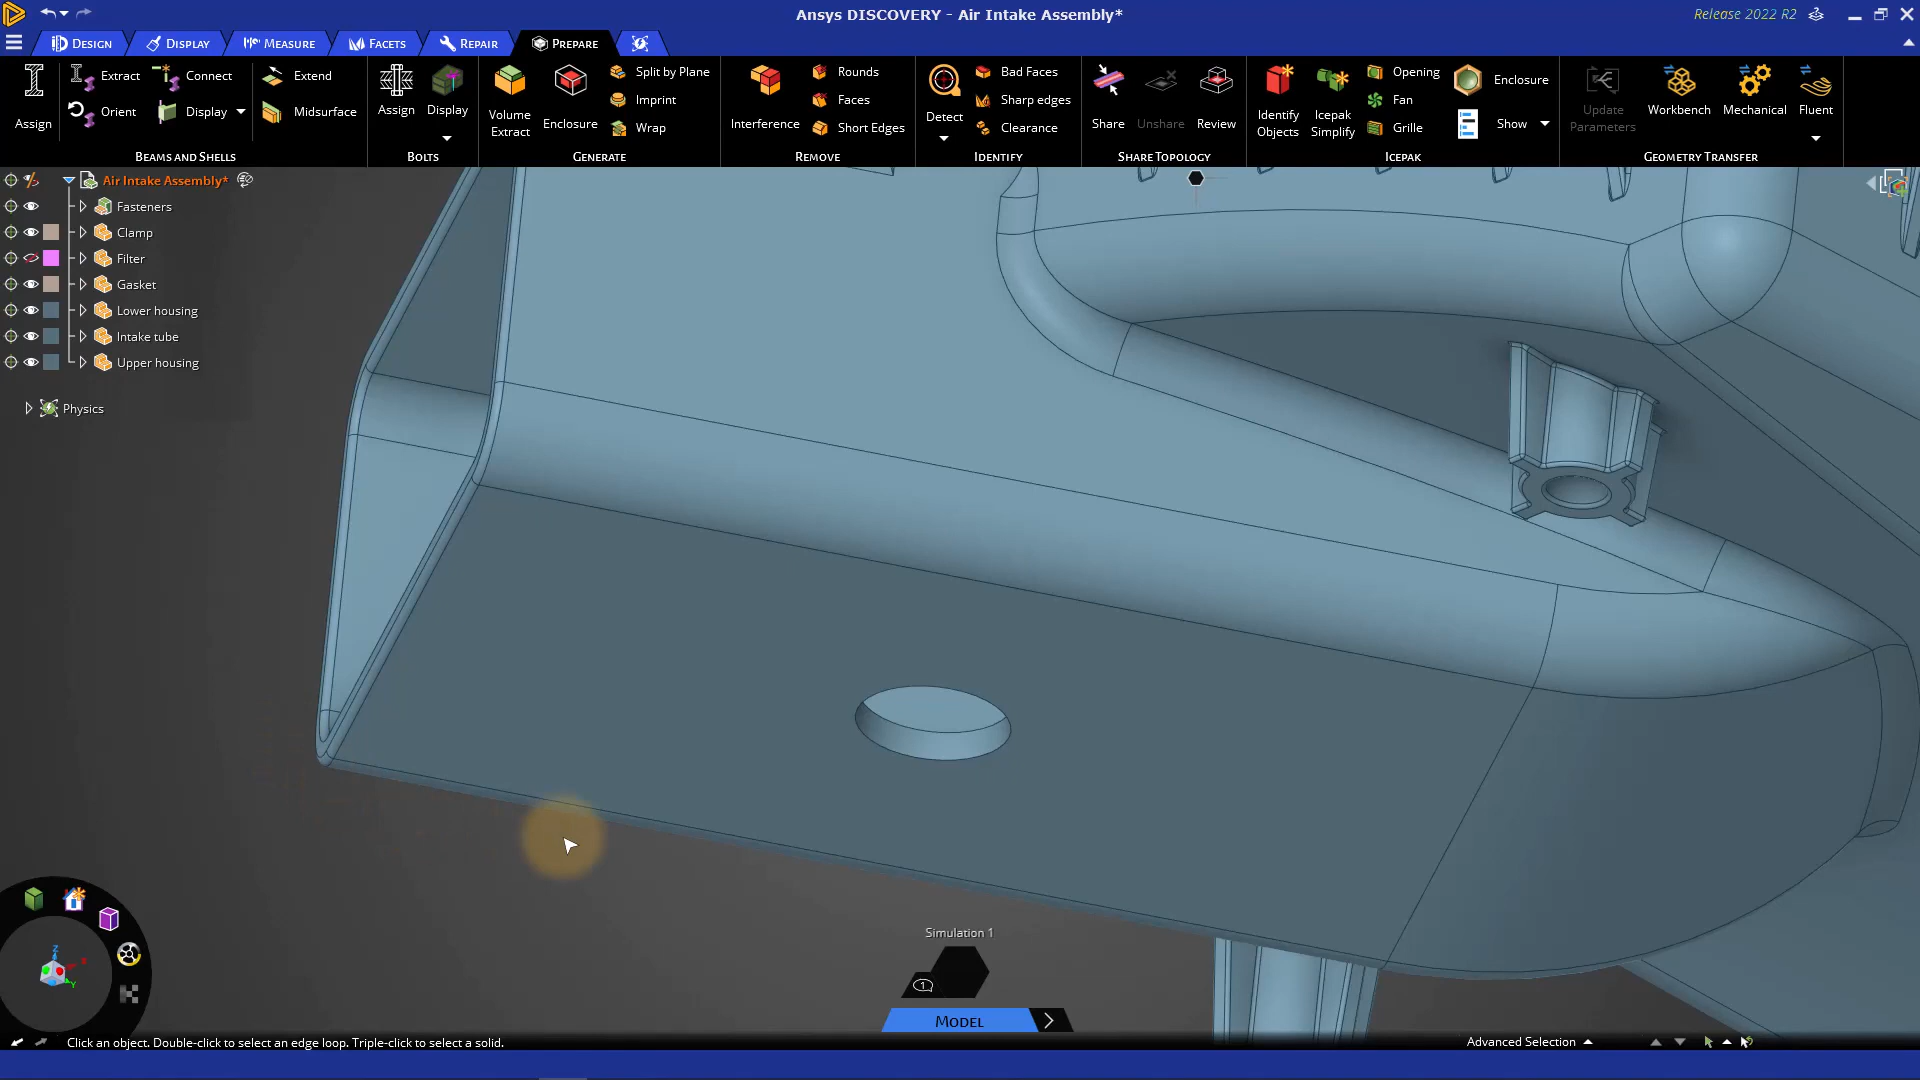 Ansys DISCOVERY - Air Intake Assembly*
Release 2022 R2
DESIGN
DISPLAY
MEASURE
FACETS
REPAIR
PREPARE
Assign
Extract
Orient
Connect
Display
Extend
Midsurface
BEAMS AND SHELLS
Assign
Display
BOLTS
Volume
Extract
Enclosure
Split by Plane
Imprint
Wrap
GENERATE
Interference
Rounds
Faces
Short Edges
REMOVE
Detect
Bad Faces
Sharp edges
Clearance
IDENTIFY
Share
Unshare
Review
SHARE TOPOLOGY
Identify
Objects
Icepak
Simplify
Opening
Fan
Grille
Enclosure
Show
ICEPAK
Update
Parameters
Workbench
Mechanical
Fluent
GEOMETRY TRANSFER
Air Intake Assembly*
Fasteners
Clamp
Filter
Gasket
Lower housing
Intake tube
Upper housing
Physics
Z
X
Y
Simulation 1
1
MODEL
Click an object. Double-click to select an edge loop. Triple-click to select a solid.
Advanced Selection